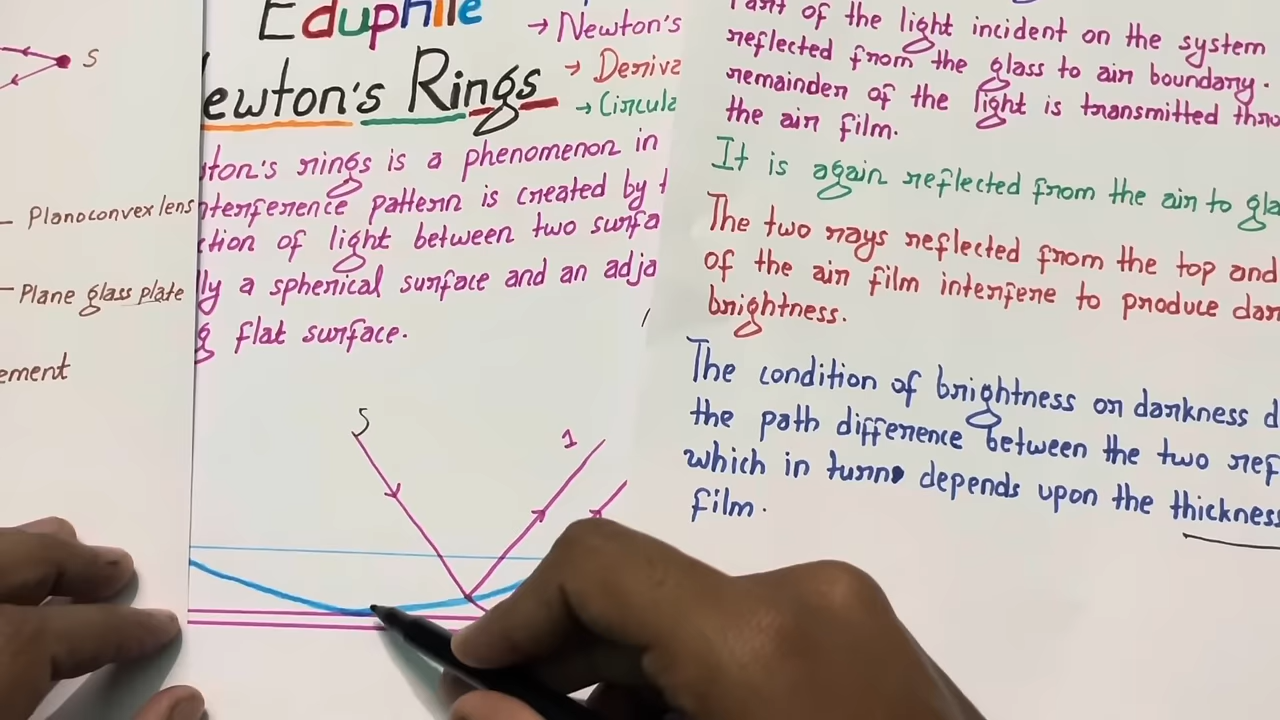 S
Planoconvex lens
Plane glass plate
ement
Eduphile
ewton's Rings
→ Newton's
→ Deriva
→ Circula
ton's rings is a phenomenon in
nterference pattern is created by t
ction of light between two surfa
lly a spherical surface and an adja
g flat surface.
S
1
Part of the light incident on the system
reflected from the glass to air boundary.
remainder of the light is transmitted thro
the air film.
It is again reflected from the air to gla
The two rays reflected from the top and
of the air film interfere to produce dar
brightness.
The condition of brightness or darkness d
the path difference between the two ref
which in turns depends upon the thickness
film.